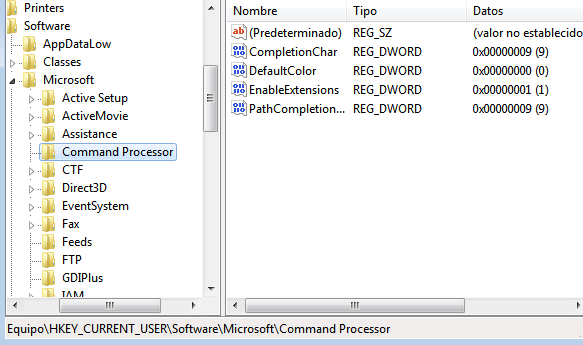 Printers
Software
AppDataLow
Classes
Microsoft
Active Setup
ActiveMovie
Assistance
Command Processor
CTF
Direct3D
EventSystem
Fax
Feeds
FTP
GDIPlus
IAM
Nombre Tipo Datos
(Predeterminado) REG_SZ (valor no establecido
CompletionChar REG_DWORD 0x00000009 (9)
DefaultColor REG_DWORD 0x00000000 (0)
EnableExtensions REG_DWORD 0x00000001 (1)
PathCompletion... REG_DWORD 0x00000009 (9)
Equipo\HKEY_CURRENT_USER\Software\Microsoft\Command Processor